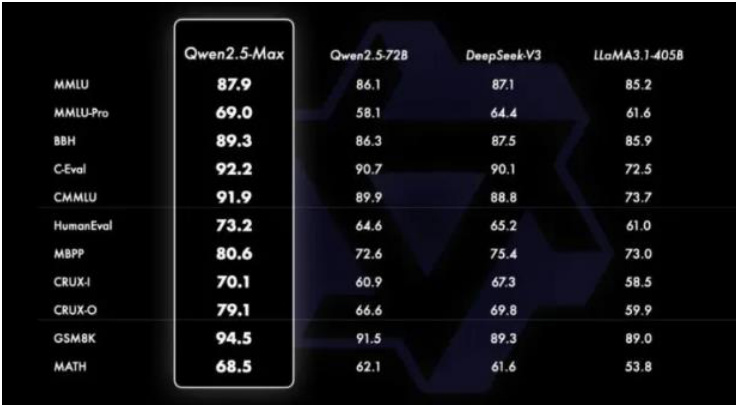 Qwen2.5-Max Qwen2.5-72B DeepSeek-V3 LLaMA3.1-405B
MMLU 87.9 86.1 87.1 85.2
MMLU-Pro 69.0 58.1 64.4 61.6
BBH 89.3 86.3 87.5 85.9
C-Eval 92.2 90.7 90.1 72.5
CMMLU 91.9 89.9 88.8 73.7
HumanEval 73.2 64.6 65.2 61.0
MBPP 80.6 72.6 75.4 73.0
CRUX-I 70.1 60.9 67.3 58.5
CRUX-O 79.1 66.6 69.8 59.9
GSM8K 94.5 91.5 89.3 89.0
MATH 68.5 62.1 61.6 53.8